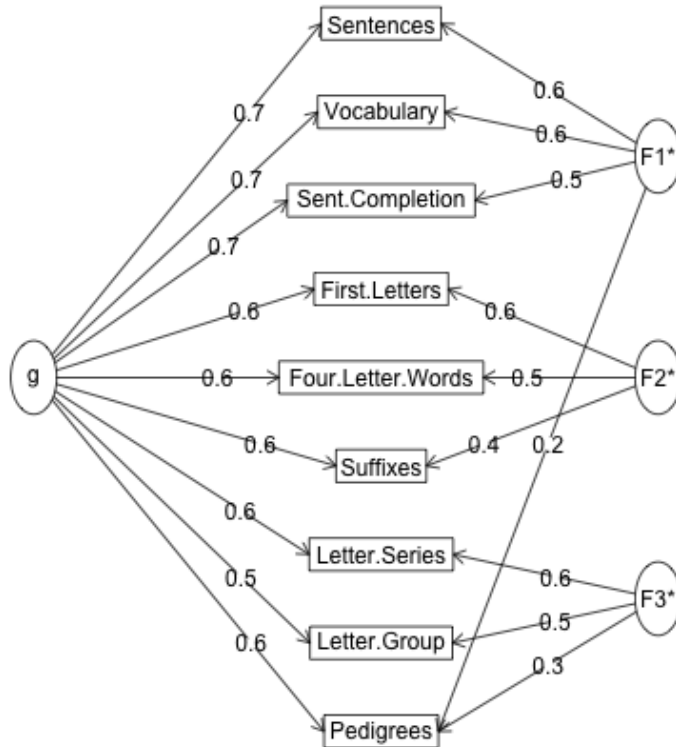 Sentences
0.7
0.6
Vocabulary
0.7
0.6
F1*
Sent.Completion
0.7
0.5
First.Letters
0.6
0.6
g
Four.Letter.Words
0.6
0.5
F2*
Suffixes
0.6
0.4
0.2
Letter.Series
0.6
0.6
F3*
Letter.Group
0.5
0.5
Pedigrees
0.6
0.3